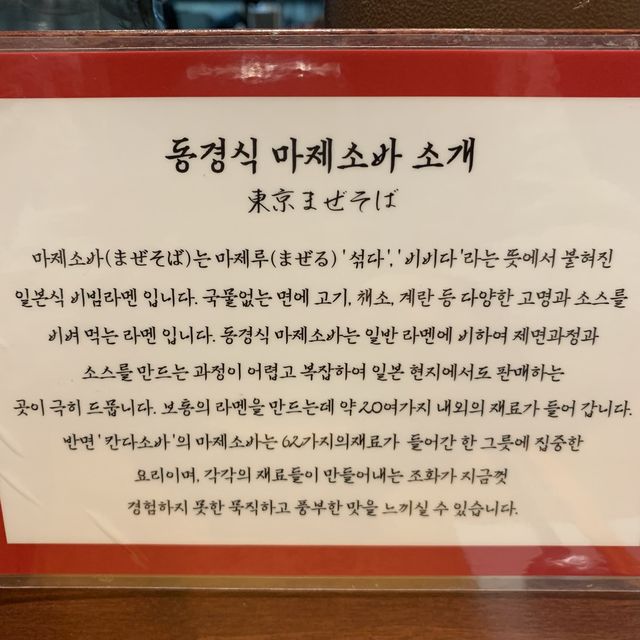 동경식 마제소바 소개
東京まぜそば
마제소바(まぜそば)는 마제루(まぜる) '섞다', '비비다'라는 뜻에서 붙혀진
일본식 비빔라멘 입니다. 국물없는 면에 고기, 채소, 계란 등 다양한 고명과 소스를
비벼 먹는 라멘 입니다. 동경식 마제소바는 일반 라멘에 비하여 제면과정과
소스를 만드는 과정이 어렵고 복잡하여 일본 현지에서도 판매하는
곳이 극히 드뭅니다. 보통의 라멘을 만드는데 약 20여가지 내외의 재료가 들어 갑니다.
반면 '칸다소바'의 마제소바는 62가지의재료가 들어간 한 그릇에 집중한
요리이며, 각각의 재료들이 만들어내는 조화가 지금껏
경험하지 못한 묵직하고 풍부한 맛을 느끼실 수 있습니다.